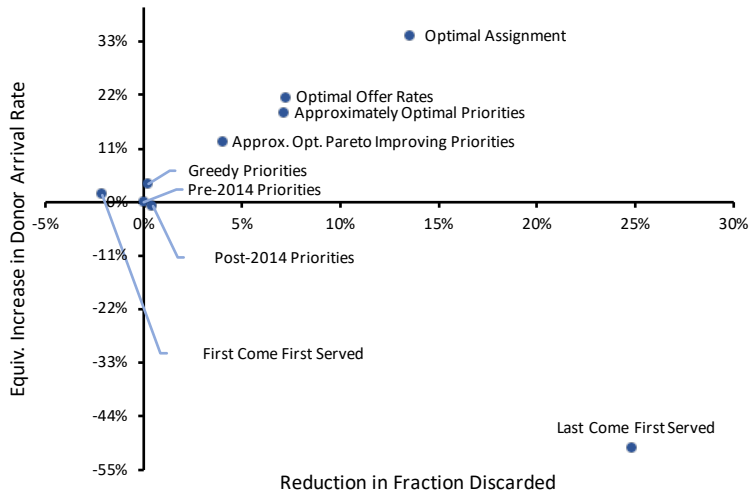 33%
Optimal Assignment
22%
Optimal Offer Rates
Approximately Optimal Priorities
11%
Approx. Opt. Pareto Improving Priorities
Greedy Priorities
Pre-2014 Priorities
0%
-5% 0% 5% 10% 15% 20% 25% 30%
-11%
Post-2014 Priorities
-22%
-33%
First Come First Served
-44%
Last Come First Served
-55%
Equiv. Increase in Donor Arrival Rate
Reduction in Fraction Discarded